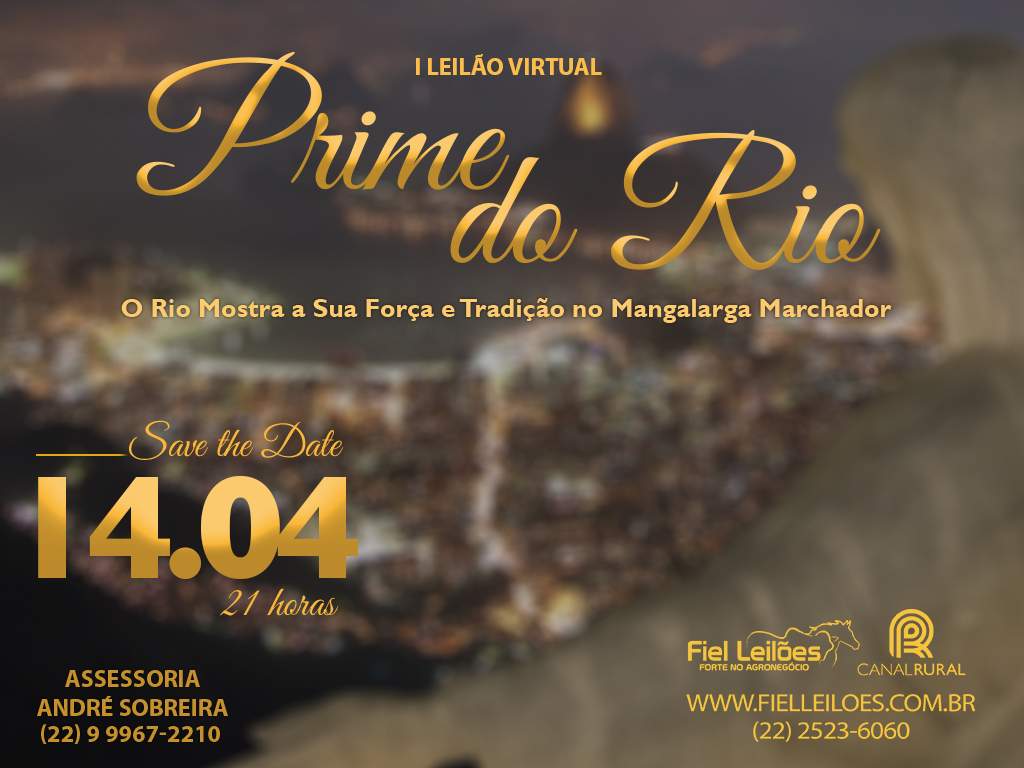 I LEILÃO VIRTUAL
Prime
do Rio
O Rio Mostra a Sua Força e Tradição no Mangalarga Marchador
Save the Date
14.04
21 horas
ASSESSORIA
ANDRÉ SOBREIRA
(22) 9 9967-2210
Fiel Leilões
FORTE NO AGRONEGÓCIO
CANALRURAL
WWW.FIELLEILOES.COM.BR
(22) 2523-6060